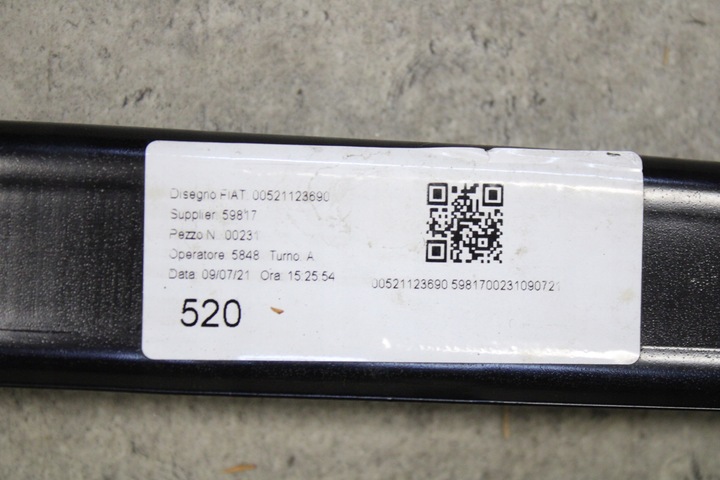 Disegno FIAT: 00521123690
Supplier: 59817
Pezzo N.: 00231
Operatore: 5848 Turno: A
Data: 09/07/21 Ora: 15:25:54
00521123690 5981700231090721
520